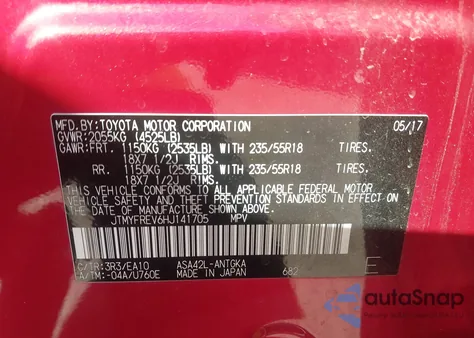 MFD.BY:TOYOTA MOTOR CORPORATION 05/17
GVWR:2055KG (4525LB)
GAWR:FRT. 1150KG (2535LB) WITH 235/55R18 TIRES.
18X7 1/2J RIMS.
RR. 1150KG (2535LB) WITH 235/55R18 TIRES.
18X7 1/2J RIMS.
THIS VEHICLE CONFORMS TO ALL APPLICABLE FEDERAL MOTOR
VEHICLE SAFETY AND THEFT PREVENTION STANDARDS IN EFFECT ON
THE DATE OF MANUFACTURE SHOWN ABOVE.
JTMYFREV6HJ141705 MPV
C/TR:3R3/EA10 ASA42L-ANTGKA E
A/TM:-04A/U760E MADE IN JAPAN 682
autoSnap